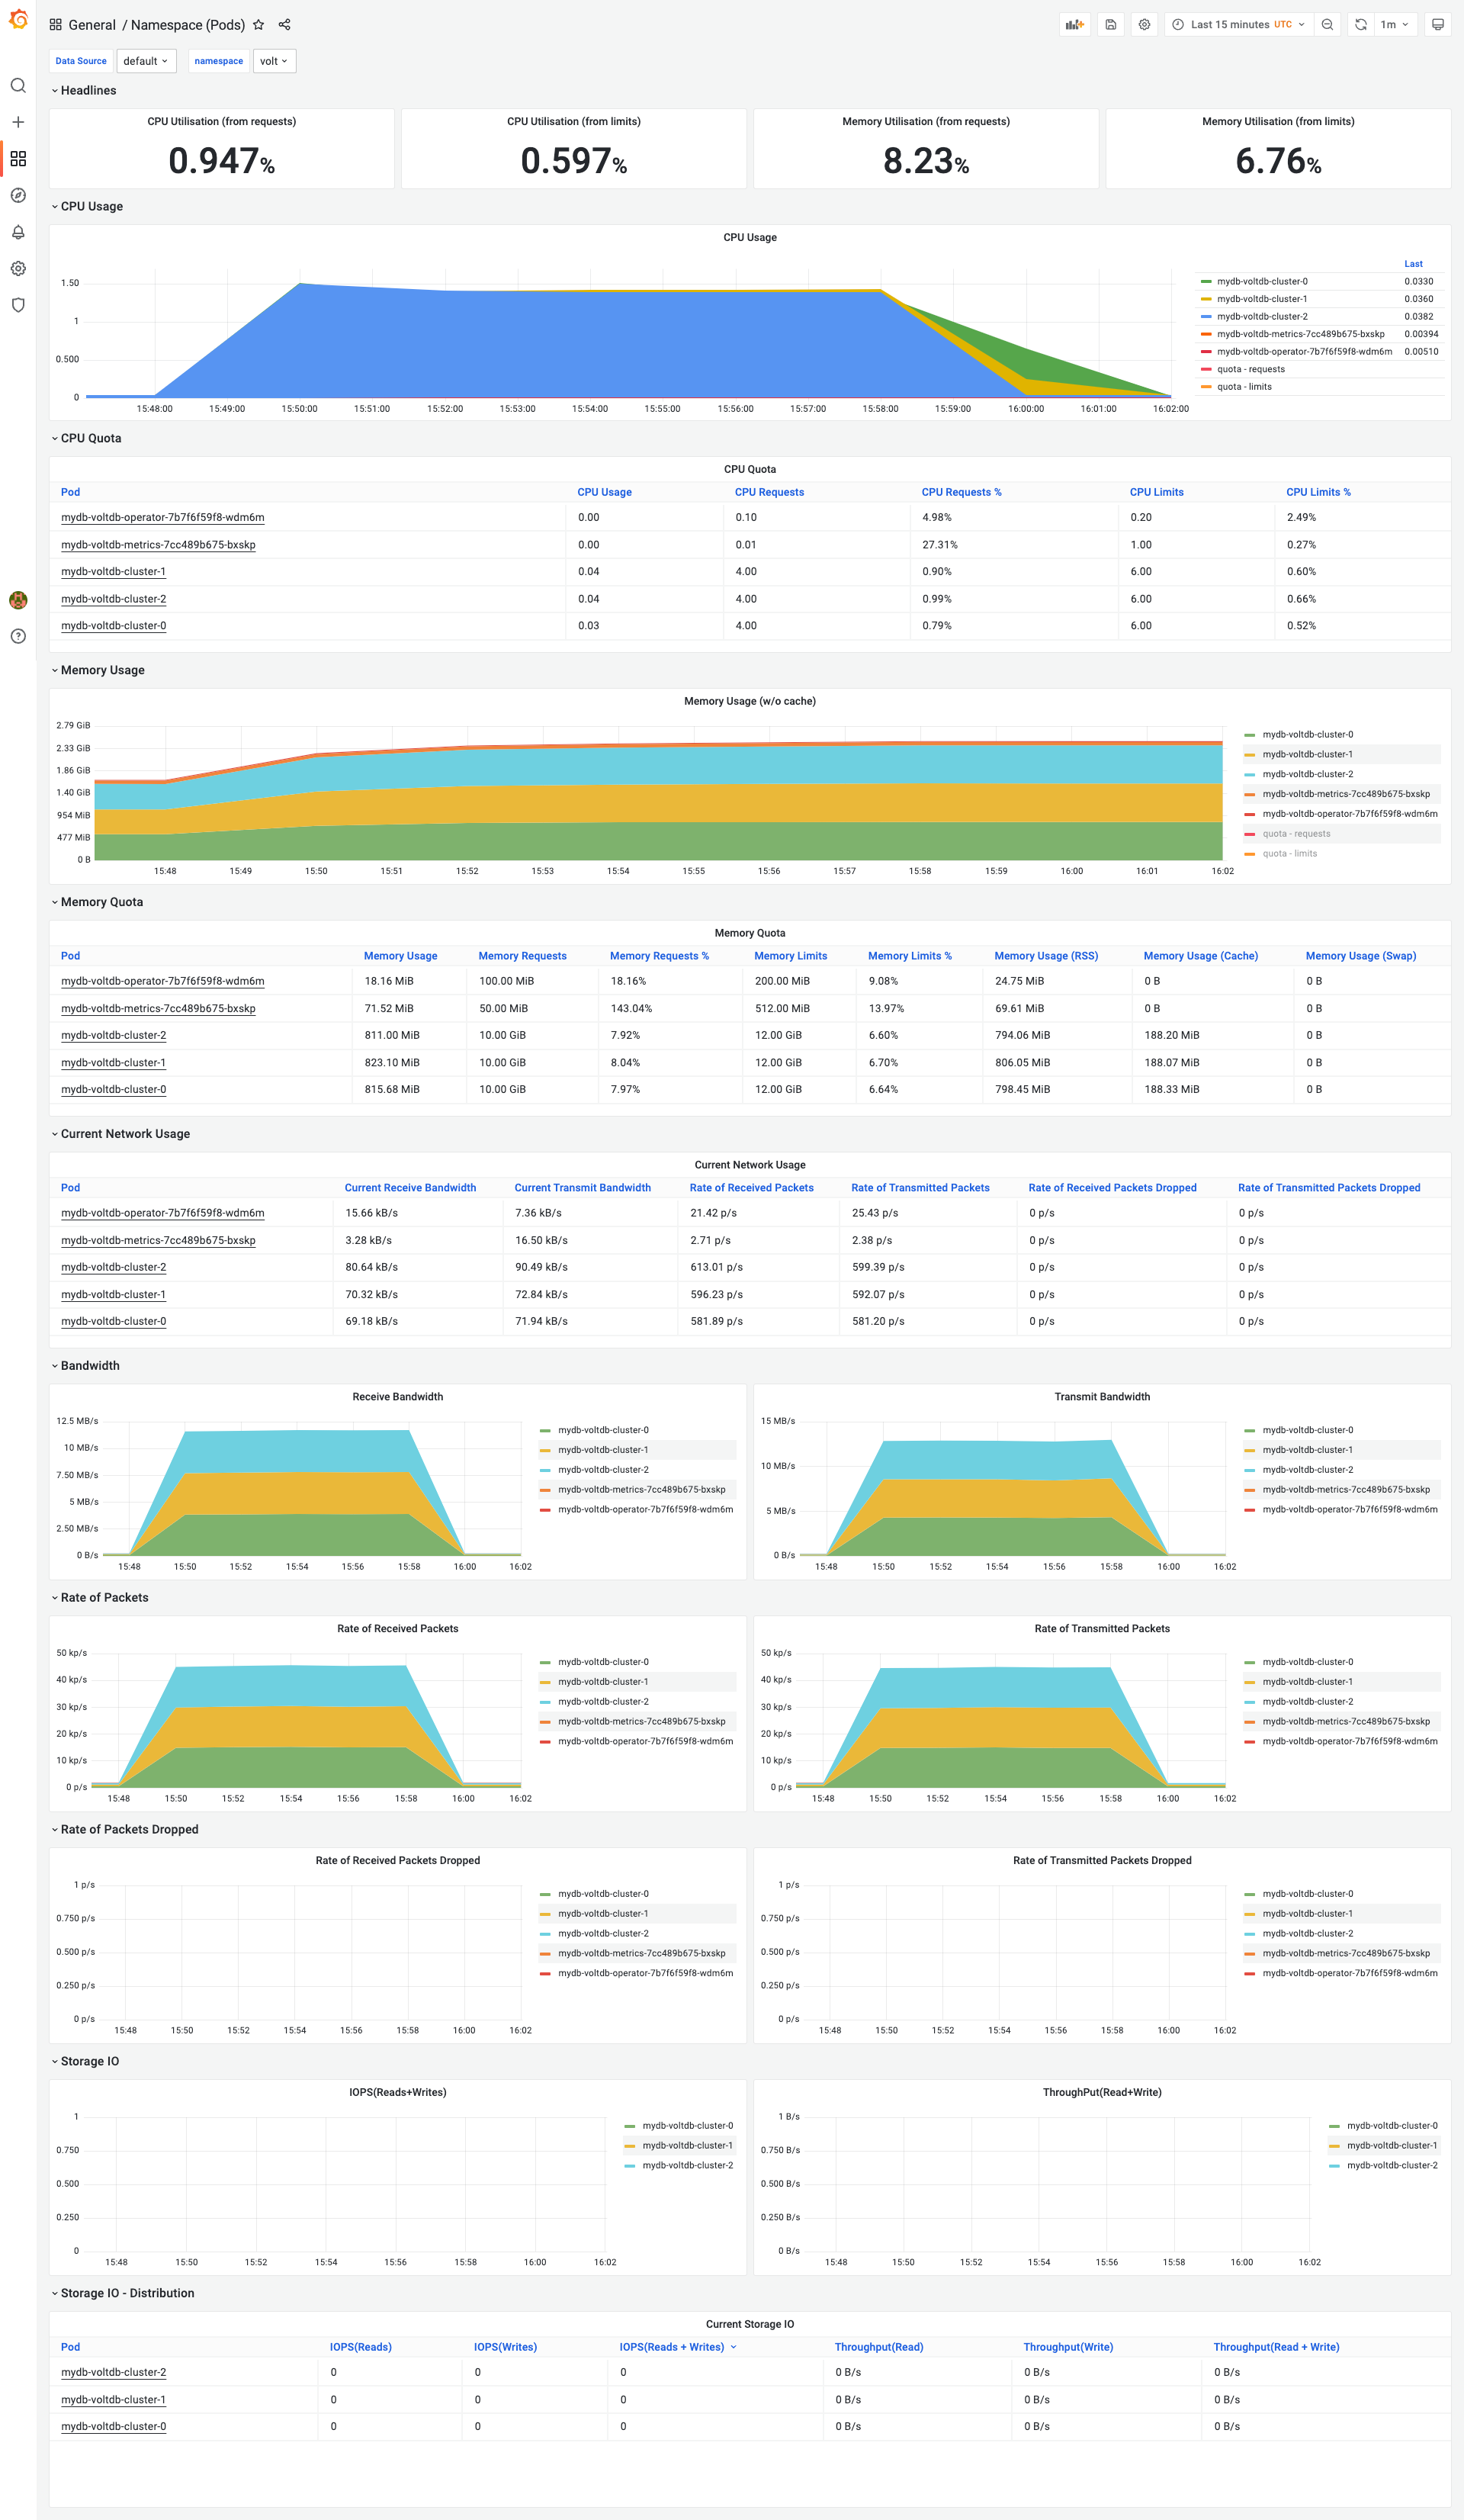 General / Namespace (Pods)
Last 15 minutes UTC
1m
Data Source default namespace volt
Headlines
CPU Utilisation (from requests)
0.947%
CPU Utilisation (from limits)
0.597%
Memory Utilisation (from requests)
8.23%
Memory Utilisation (from limits)
6.76%
CPU Usage
CPU Usage
1.50
1
0.500
0
15:48:00 15:49:00 15:50:00 15:51:00 15:52:00 15:53:00 15:54:00 15:55:00 15:56:00 15:57:00 15:58:00 15:59:00 16:00:00 16:01:00 16:02:00
Last
mydb-voltdb-cluster-0 0.0330
mydb-voltdb-cluster-1 0.0360
mydb-voltdb-cluster-2 0.0382
mydb-voltdb-metrics-7cc489b675-bxskp 0.00394
mydb-voltdb-operator-7b7f6f59f8-wdm6m 0.00510
quota - requests
quota - limits
CPU Quota
CPU Quota
Pod CPU Usage CPU Requests CPU Requests % CPU Limits CPU Limits %
mydb-voltdb-operator-7b7f6f59f8-wdm6m 0.00 0.10 4.98% 0.20 2.49%
mydb-voltdb-metrics-7cc489b675-bxskp 0.00 0.01 27.31% 1.00 0.27%
mydb-voltdb-cluster-1 0.04 4.00 0.90% 6.00 0.60%
mydb-voltdb-cluster-2 0.04 4.00 0.99% 6.00 0.66%
mydb-voltdb-cluster-0 0.03 4.00 0.79% 6.00 0.52%
Memory Usage
Memory Usage (w/o cache)
2.79 GiB
2.33 GiB
1.86 GiB
1.40 GiB
954 MiB
477 MiB
0 B
15:48 15:49 15:50 15:51 15:52 15:53 15:54 15:55 15:56 15:57 15:58 15:59 16:00 16:01 16:02
mydb-voltdb-cluster-0
mydb-voltdb-cluster-1
mydb-voltdb-cluster-2
mydb-voltdb-metrics-7cc489b675-bxskp
mydb-voltdb-operator-7b7f6f59f8-wdm6m
quota - requests
quota - limits
Memory Quota
Memory Quota
Pod Memory Usage Memory Requests Memory Requests % Memory Limits Memory Limits % Memory Usage (RSS) Memory Usage (Cache) Memory Usage (Swap)
mydb-voltdb-operator-7b7f6f59f8-wdm6m 18.16 MiB 100.00 MiB 18.16% 200.00 MiB 9.08% 24.75 MiB 0 B 0 B
mydb-voltdb-metrics-7cc489b675-bxskp 71.52 MiB 50.00 MiB 143.04% 512.00 MiB 13.97% 69.61 MiB 0 B 0 B
mydb-voltdb-cluster-2 811.00 MiB 10.00 GiB 7.92% 12.00 GiB 6.60% 794.06 MiB 188.20 MiB 0 B
mydb-voltdb-cluster-1 823.10 MiB 10.00 GiB 8.04% 12.00 GiB 6.70% 806.05 MiB 188.07 MiB 0 B
mydb-voltdb-cluster-0 815.68 MiB 10.00 GiB 7.97% 12.00 GiB 6.64% 798.45 MiB 188.33 MiB 0 B
Current Network Usage
Current Network Usage
Pod Current Receive Bandwidth Current Transmit Bandwidth Rate of Received Packets Rate of Transmitted Packets Rate of Received Packets Dropped Rate of Transmitted Packets Dropped
mydb-voltdb-operator-7b7f6f59f8-wdm6m 15.66 kB/s 7.36 kB/s 21.42 p/s 25.43 p/s 0 p/s 0 p/s
mydb-voltdb-metrics-7cc489b675-bxskp 3.28 kB/s 16.50 kB/s 2.71 p/s 2.38 p/s 0 p/s 0 p/s
mydb-voltdb-cluster-2 80.64 kB/s 90.49 kB/s 613.01 p/s 599.39 p/s 0 p/s 0 p/s
mydb-voltdb-cluster-1 70.32 kB/s 72.84 kB/s 596.23 p/s 592.07 p/s 0 p/s 0 p/s
mydb-voltdb-cluster-0 69.18 kB/s 71.94 kB/s 581.89 p/s 581.20 p/s 0 p/s 0 p/s
Bandwidth
Receive Bandwidth
12.5 MB/s
10 MB/s
7.50 MB/s
5 MB/s
2.50 MB/s
0 B/s
15:48 15:50 15:52 15:54 15:56 15:58 16:00 16:02
mydb-voltdb-cluster-0
mydb-voltdb-cluster-1
mydb-voltdb-cluster-2
mydb-voltdb-metrics-7cc489b675-bxskp
mydb-voltdb-operator-7b7f6f59f8-wdm6m
Transmit Bandwidth
15 MB/s
10 MB/s
5 MB/s
0 B/s
15:48 15:50 15:52 15:54 15:56 15:58 16:00 16:02
mydb-voltdb-cluster-0
mydb-voltdb-cluster-1
mydb-voltdb-cluster-2
mydb-voltdb-metrics-7cc489b675-bxskp
mydb-voltdb-operator-7b7f6f59f8-wdm6m
Rate of Packets
Rate of Received Packets
50 kp/s
40 kp/s
30 kp/s
20 kp/s
10 kp/s
0 p/s
15:48 15:50 15:52 15:54 15:56 15:58 16:00 16:02
mydb-voltdb-cluster-0
mydb-voltdb-cluster-1
mydb-voltdb-cluster-2
mydb-voltdb-metrics-7cc489b675-bxskp
mydb-voltdb-operator-7b7f6f59f8-wdm6m
Rate of Transmitted Packets
50 kp/s
40 kp/s
30 kp/s
20 kp/s
10 kp/s
0 p/s
15:48 15:50 15:52 15:54 15:56 15:58 16:00 16:02
mydb-voltdb-cluster-0
mydb-voltdb-cluster-1
mydb-voltdb-cluster-2
mydb-voltdb-metrics-7cc489b675-bxskp
mydb-voltdb-operator-7b7f6f59f8-wdm6m
Rate of Packets Dropped
Rate of Received Packets Dropped
1 p/s
0.750 p/s
0.500 p/s
0.250 p/s
0 p/s
15:48 15:50 15:52 15:54 15:56 15:58 16:00 16:02
mydb-voltdb-cluster-0
mydb-voltdb-cluster-1
mydb-voltdb-cluster-2
mydb-voltdb-metrics-7cc489b675-bxskp
mydb-voltdb-operator-7b7f6f59f8-wdm6m
Rate of Transmitted Packets Dropped
1 p/s
0.750 p/s
0.500 p/s
0.250 p/s
0 p/s
15:48 15:50 15:52 15:54 15:56 15:58 16:00 16:02
mydb-voltdb-cluster-0
mydb-voltdb-cluster-1
mydb-voltdb-cluster-2
mydb-voltdb-metrics-7cc489b675-bxskp
mydb-voltdb-operator-7b7f6f59f8-wdm6m
Storage IO
IOPS(Reads+Writes)
1
0.750
0.500
0.250
0
15:48 15:50 15:52 15:54 15:56 15:58 16:00 16:02
mydb-voltdb-cluster-0
mydb-voltdb-cluster-1
mydb-voltdb-cluster-2
ThroughPut(Read+Write)
1 B/s
0.750 B/s
0.500 B/s
0.250 B/s
0 B/s
15:48 15:50 15:52 15:54 15:56 15:58 16:00 16:02
mydb-voltdb-cluster-0
mydb-voltdb-cluster-1
mydb-voltdb-cluster-2
Storage IO - Distribution
Current Storage IO
Pod IOPS(Reads) IOPS(Writes) IOPS(Reads + Writes) Throughput(Read) Throughput(Write) Throughput(Read + Write)
mydb-voltdb-cluster-2 0 0 0 0 B/s 0 B/s 0 B/s
mydb-voltdb-cluster-1 0 0 0 0 B/s 0 B/s 0 B/s
mydb-voltdb-cluster-0 0 0 0 0 B/s 0 B/s 0 B/s